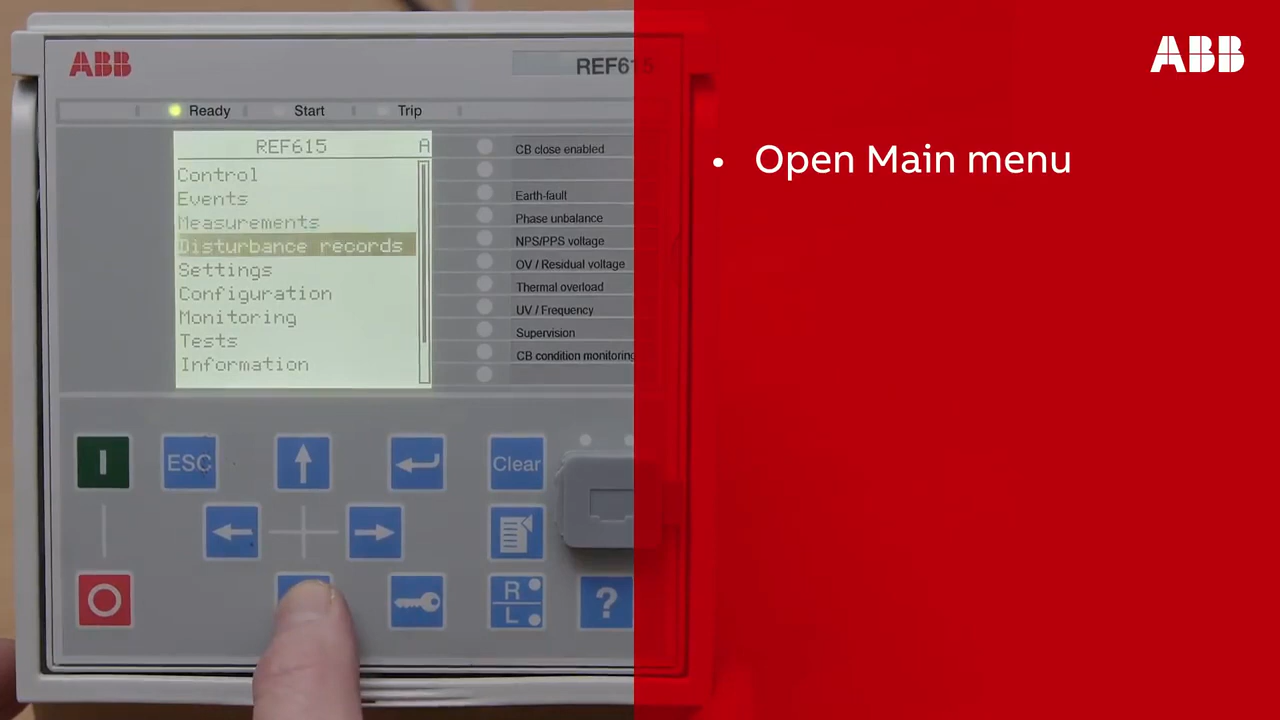 ABB
REF615
Ready
Start
Trip
REF615 A
Control
Events
Measurements
Disturbance records
Settings
Configuration
Monitoring
Tests
Information
CB close enabled
Earth-fault
Phase unbalance
NPS/PPS voltage
OV / Residual voltage
Thermal overload
UV / Frequency
Supervision
CB condition monitoring
I
ESC
Clear
R
L
?
ABB
• Open Main menu